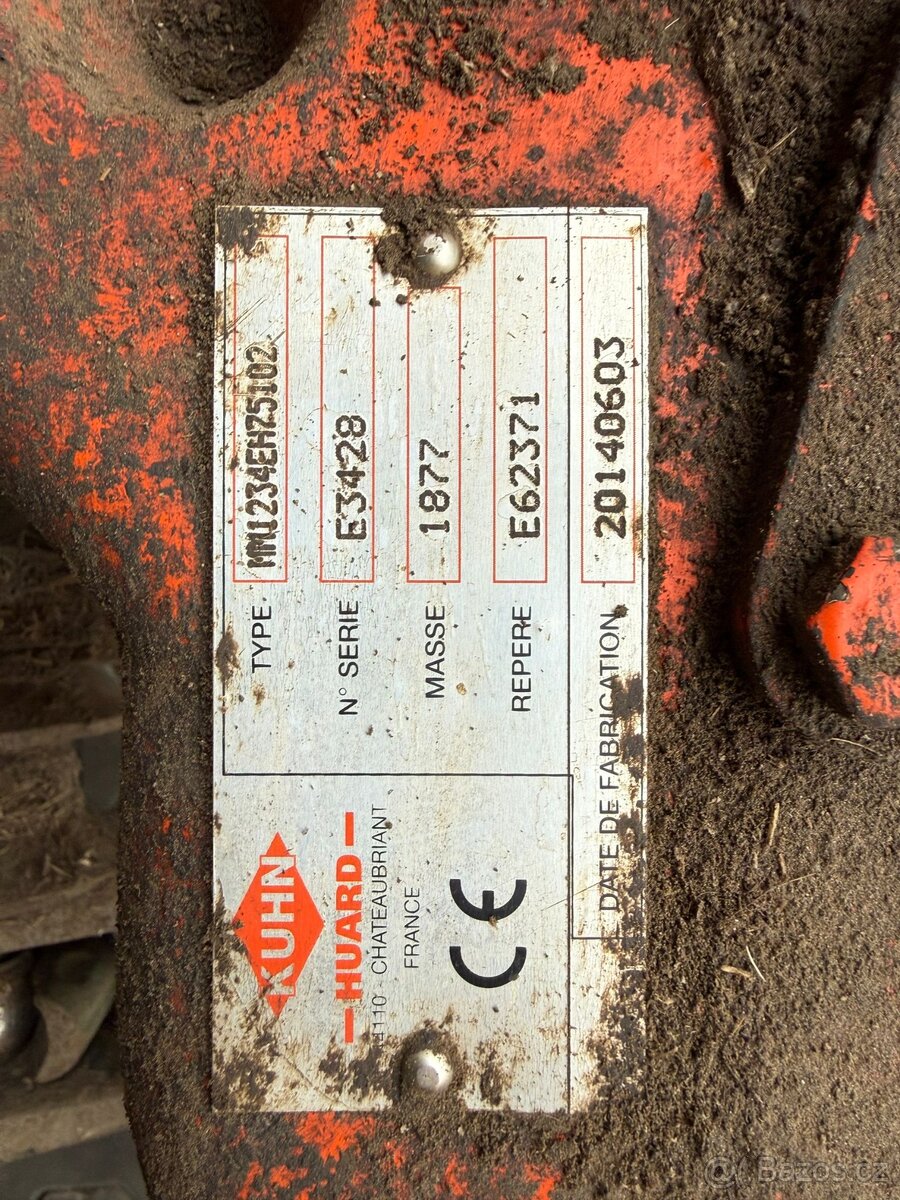 KUHN
HUARD
44110 - CHATEAUBRIANT
FRANCE
CE
TYPE MM1234EH25102
N° SERIE E3428
MASSE 1877
REPERE E62371
DATE DE FABRICATION 20140603
Bazos.cz